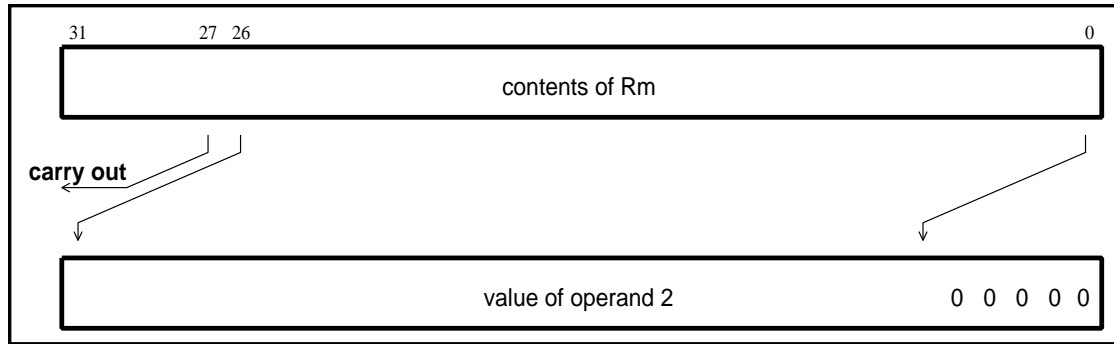 31 27 26 0
contents of Rm
carry out
value of operand 2 0 0 0 0 0